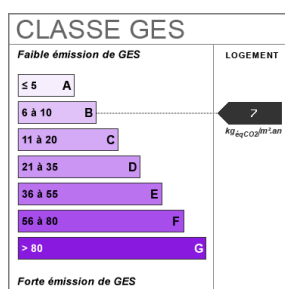 CLASSE GES
Faible émission de GES
LOGEMENT
≤ 5 A
6 à 10 B
7
kgéqCO2/m².an
11 à 20 C
21 à 35 D
36 à 55 E
56 à 80 F
> 80 G
Forte émission de GES